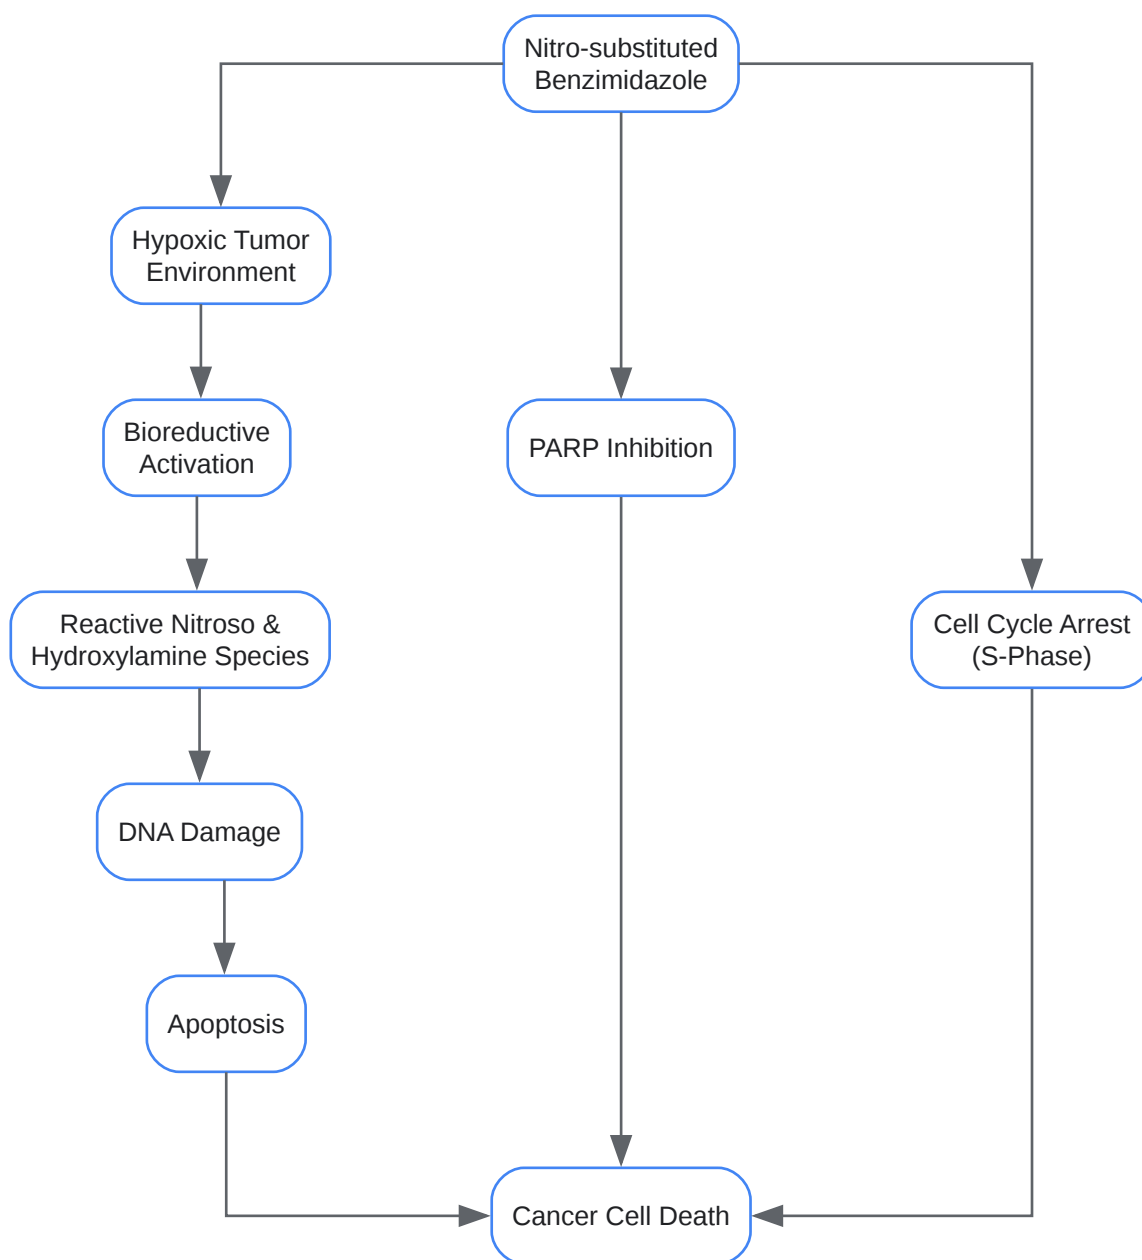 Nitro-substituted
Benzimidazole
Hypoxic Tumor
Environment
Bioreductive
Activation
PARP Inhibition
Reactive Nitroso &
Hydroxylamine Species
Cell Cycle Arrest
(S-Phase)
DNA Damage
Apoptosis
Cancer Cell Death